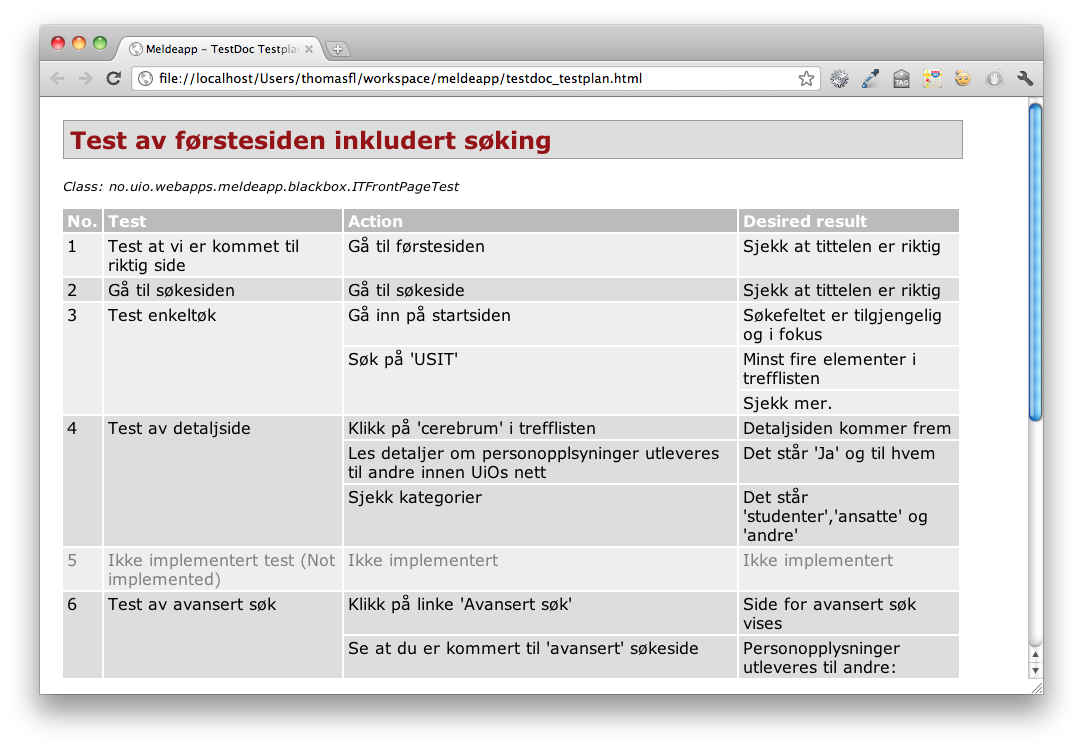 Meldeapp – TestDoc Testpla
file://localhost/Users/thomasfl/workspace/meldeapp/testdoc_testplan.html
TAG
Test av førstesiden inkludert søking
Class: no.uio.webapps.meldeapp.blackbox.ITFrontPageTest
No. Test Action Desired result
1 Test at vi er kommet til Gå til førstesiden Sjekk at tittelen er riktig
riktig side
2 Gå til søkesiden Gå til søkeside Sjekk at tittelen er riktig
3 Test enkeltøk Gå inn på startsiden Søkefeltet er tilgjengelig
og i fokus
Søk på 'USIT' Minst fire elementer i
trefflisten
Sjekk mer.
4 Test av detaljside Klikk på 'cerebrum' i trefflisten Detaljsiden kommer frem
Les detaljer om personopplsyninger utleveres Det står 'Ja' og til hvem
til andre innen UiOs nett
Sjekk kategorier Det står
'studenter','ansatte' og
'andre'
5 Ikke implementert test (Not Ikke implementert Ikke implementert
implemented)
6 Test av avansert søk Klikk på linke 'Avansert søk' Side for avansert søk
vises
Se at du er kommert til 'avansert' søkeside Personopplysninger
utleveres til andre: